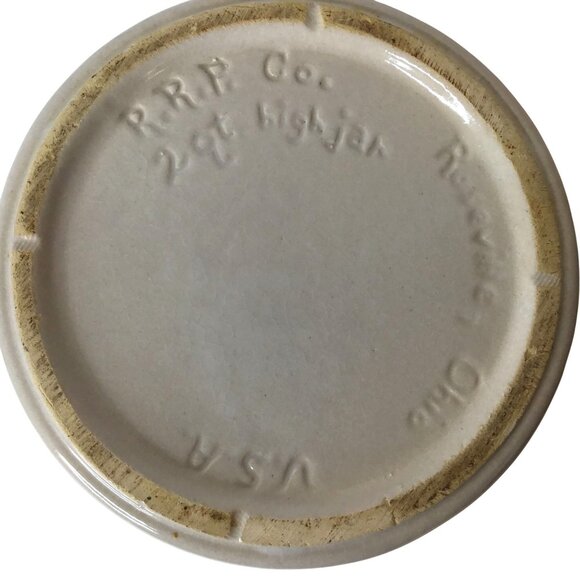 R.R.P. Co.
2 qt high jar
Roseville, Ohio
U.S.A.